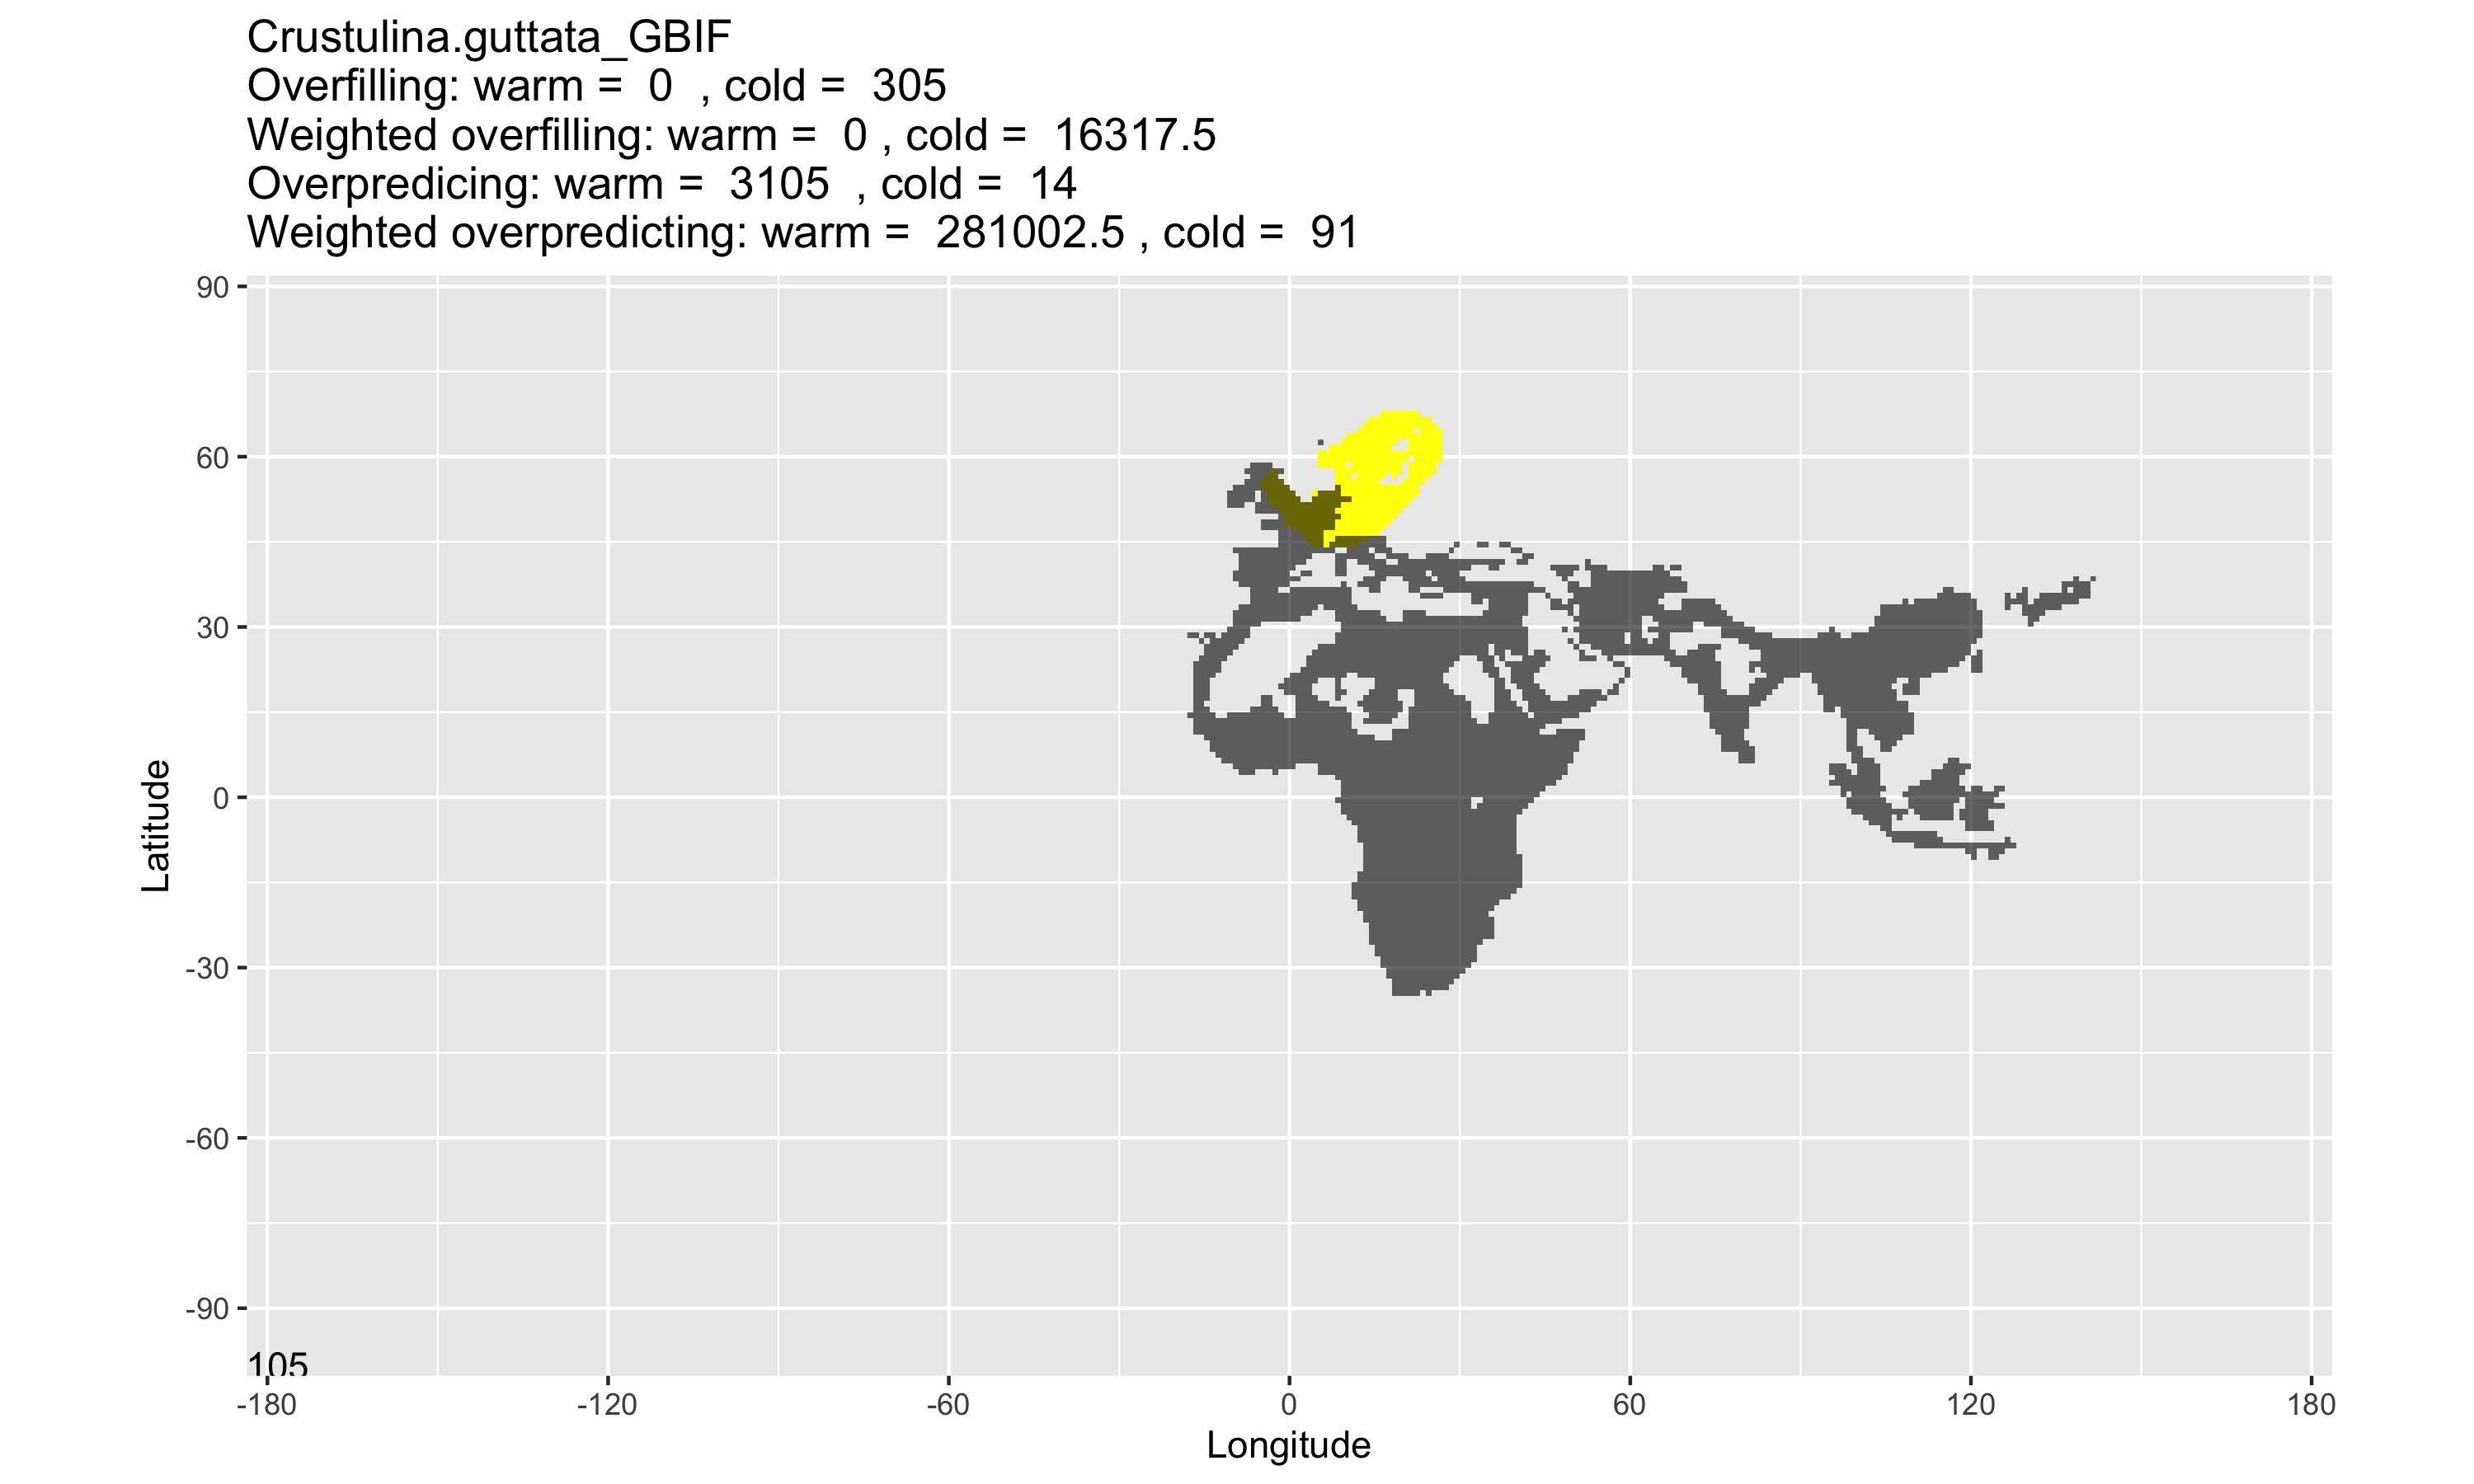 Crustulina.guttata_GBIF
Overfilling: warm =  0  , cold =  305
Weighted overfilling: warm =  0 , cold =  16317.5
Overpredicing: warm =  3105  , cold =  14
Weighted overpredicting: warm =  281002.5 , cold =  91
90
60
30
0
-30
-60
-90
Latitude
105
-180 -120 -60 0 60 120 180
Longitude